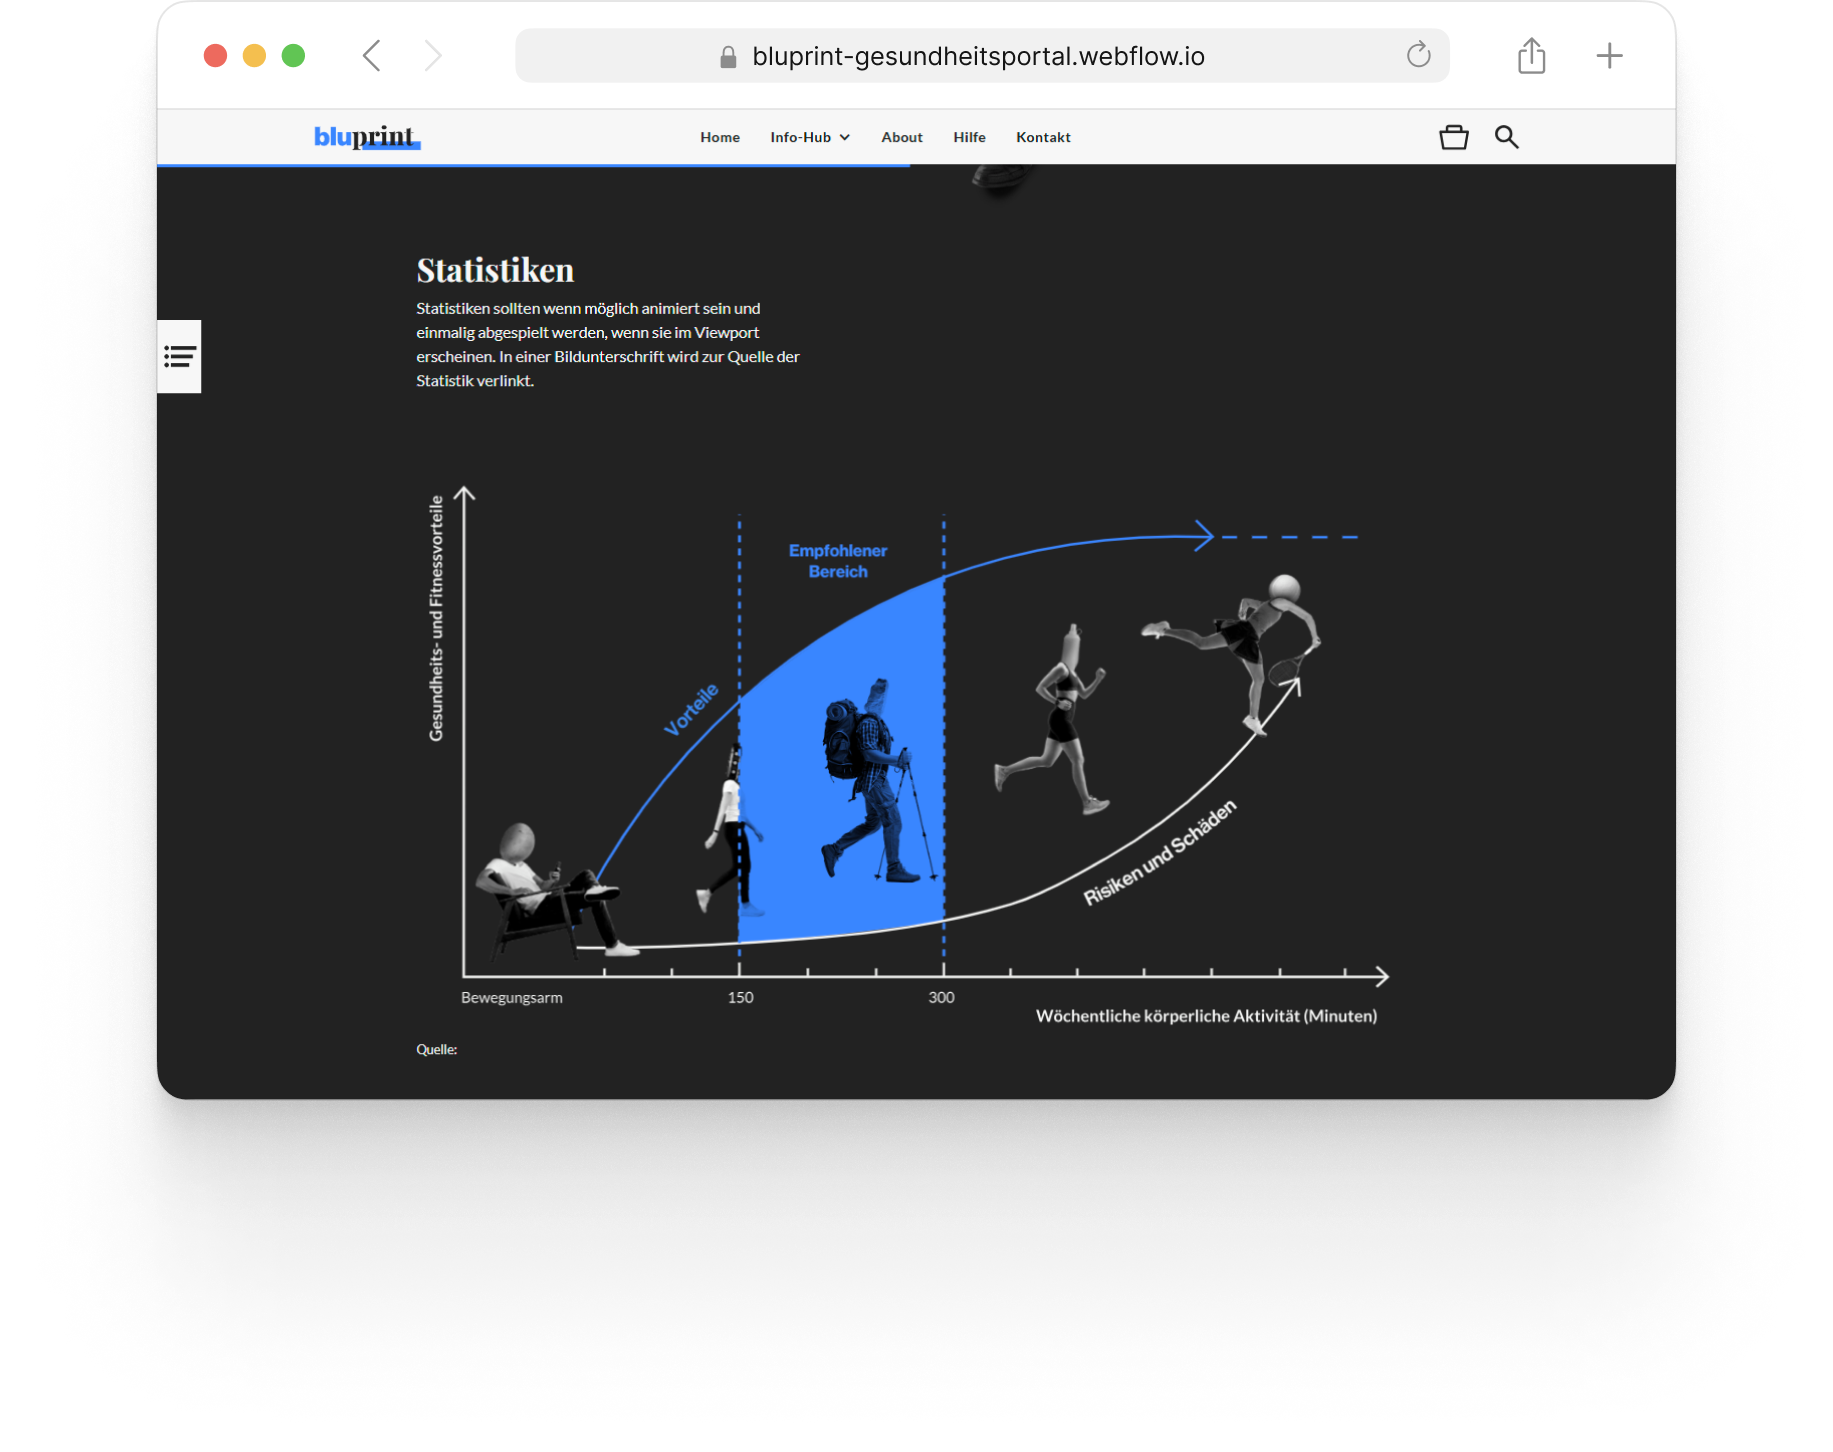 bluprint-gesundheitsportal.webflow.io
bluprint
Home
Info-Hub
About
Hilfe
Kontakt
Statistiken
Statistiken sollten wenn möglich animiert sein und
einmalig abgespielt werden, wenn sie im Viewport
erscheinen. In einer Bildunterschrift wird zur Quelle der
Statistik verlinkt.
Gesundheits- und Fitnessvorteile
Empfohlener
Bereich
Vorteile
Risiken und Schäden
Bewegungsarm
150
300
Wöchentliche körperliche Aktivität (Minuten)
Quelle: